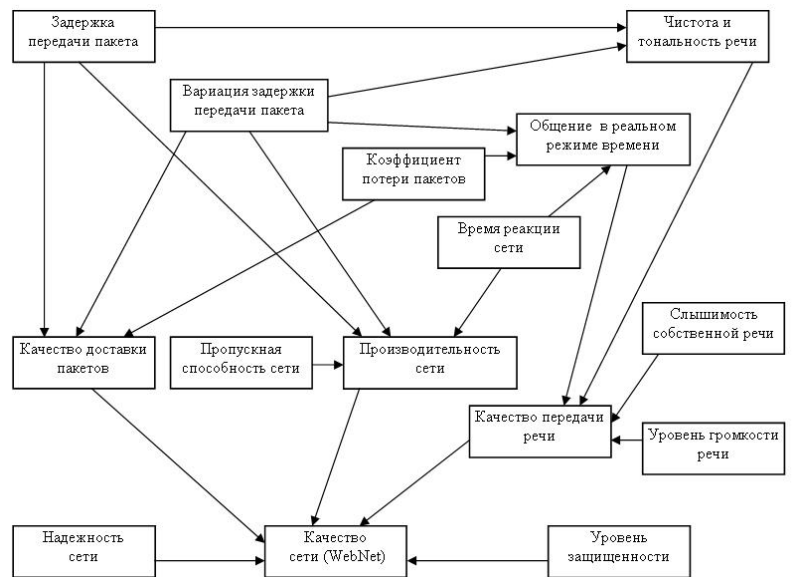 Задержка
передачи пакета
Чистота и
тональность речи
Вариация задержки
передачи пакета
Общение в реальном
режиме времени
Коэффициент
потери пакетов
Время реакции
сети
Слышимость
собственной речи
Качество доставки
пакетов
Пропускная
способность сети
Производительность
сети
Качество передачи
речи
Уровень громкости
речи
Надежность
сети
Качество
сети (WebNet)
Уровень
защищенности